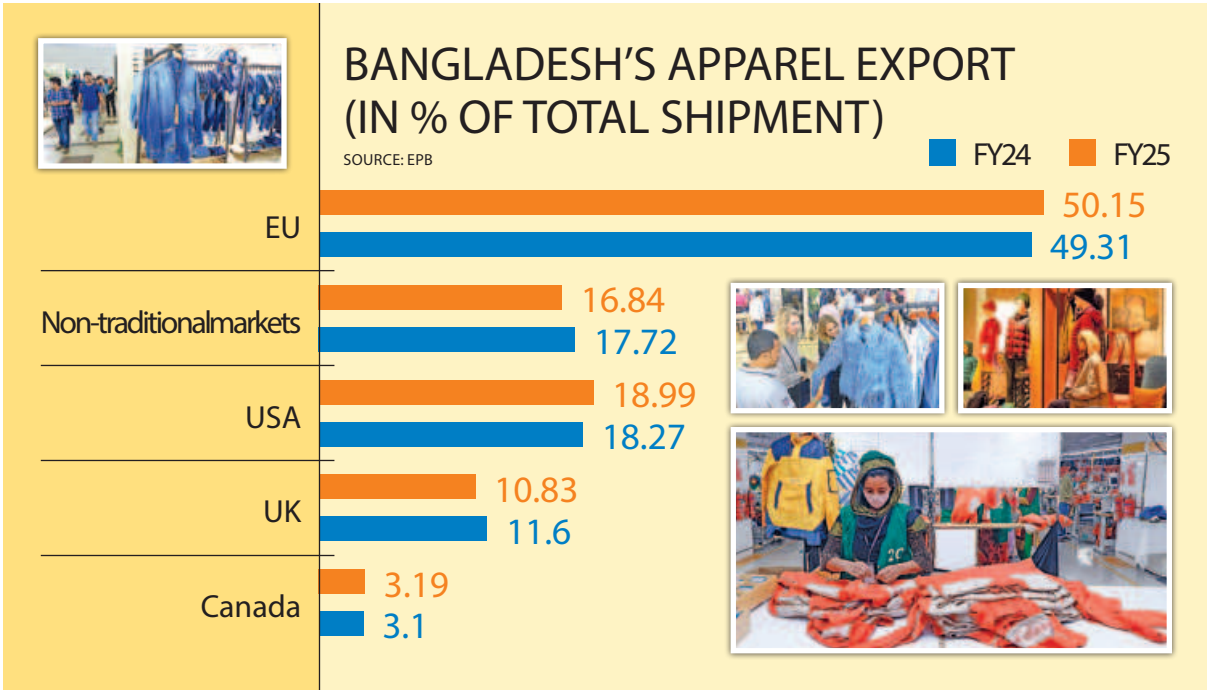 BANGLADESH'S APPAREL EXPORT
(IN % OF TOTAL SHIPMENT)
SOURCE: EPB
FY24 FY25
EU
50.15
49.31
Non-traditionalmarkets
16.84
17.72
USA
18.99
18.27
UK
10.83
11.6
Canada
3.19
3.1